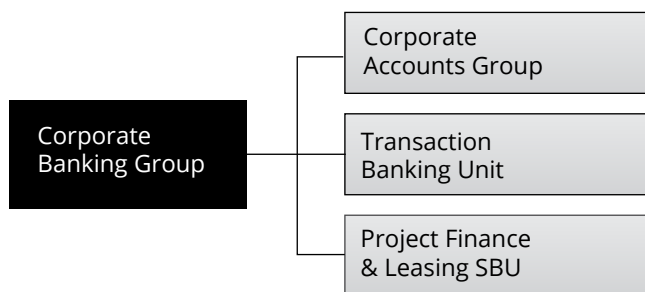 Corporate
Banking Group
Corporate
Accounts Group
Transaction
Banking Unit
Project Finance
& Leasing SBU